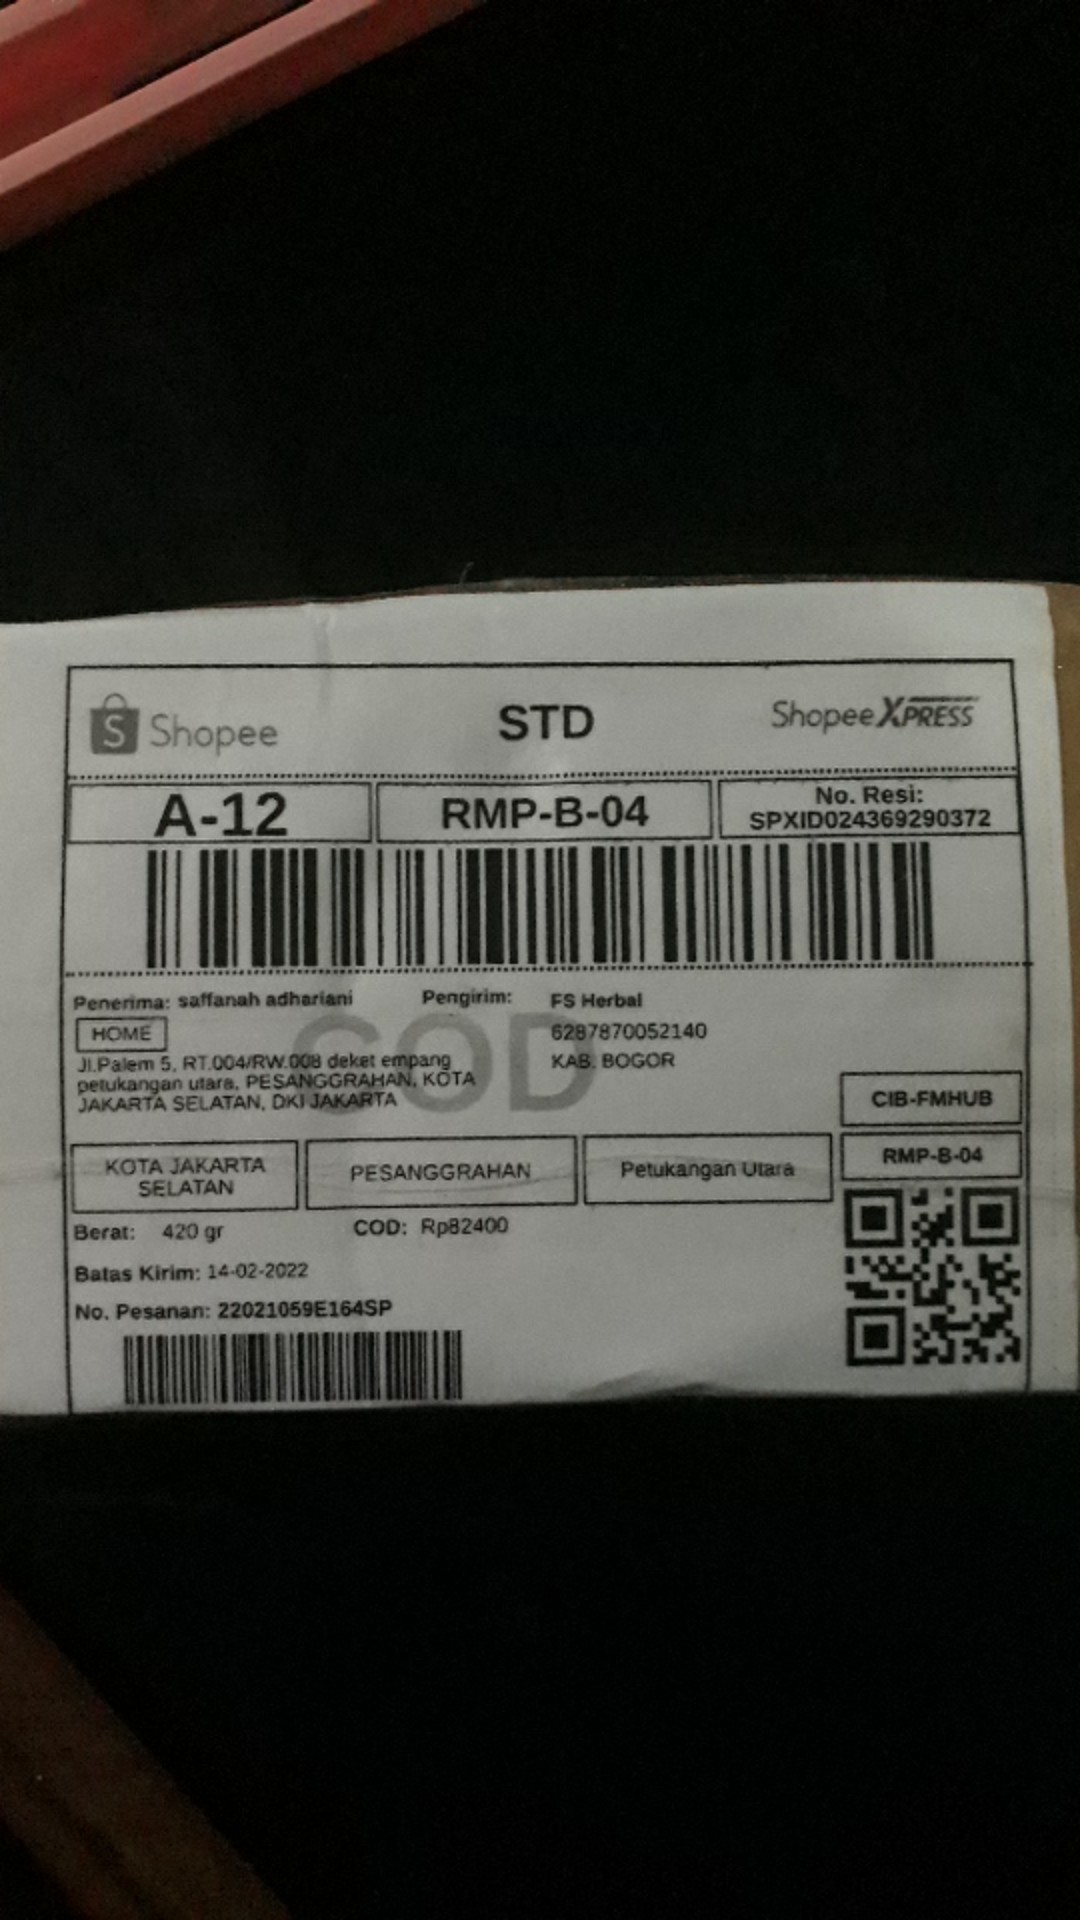 Shopee
STD
Shopee XPRESS
A-12
RMP-B-04
No. Resi:
SPXID024369290372
Penerima: saffanah adhariani
Pengirim: FS Herbal
HOME
6287870052140
KAB. BOGOR
Jl.Palem 5, RT.004/RW.008 deket empang
petukangan utara, PESANGGRAHAN, KOTA
JAKARTA SELATAN, DKI JAKARTA
COD
CIB-FMHUB
KOTA JAKARTA
SELATAN
PESANGGRAHAN
Petukangan Utara
RMP-B-04
Berat: 420 gr
COD: Rp82400
Batas Kirim: 14-02-2022
No. Pesanan: 22021059E164SP